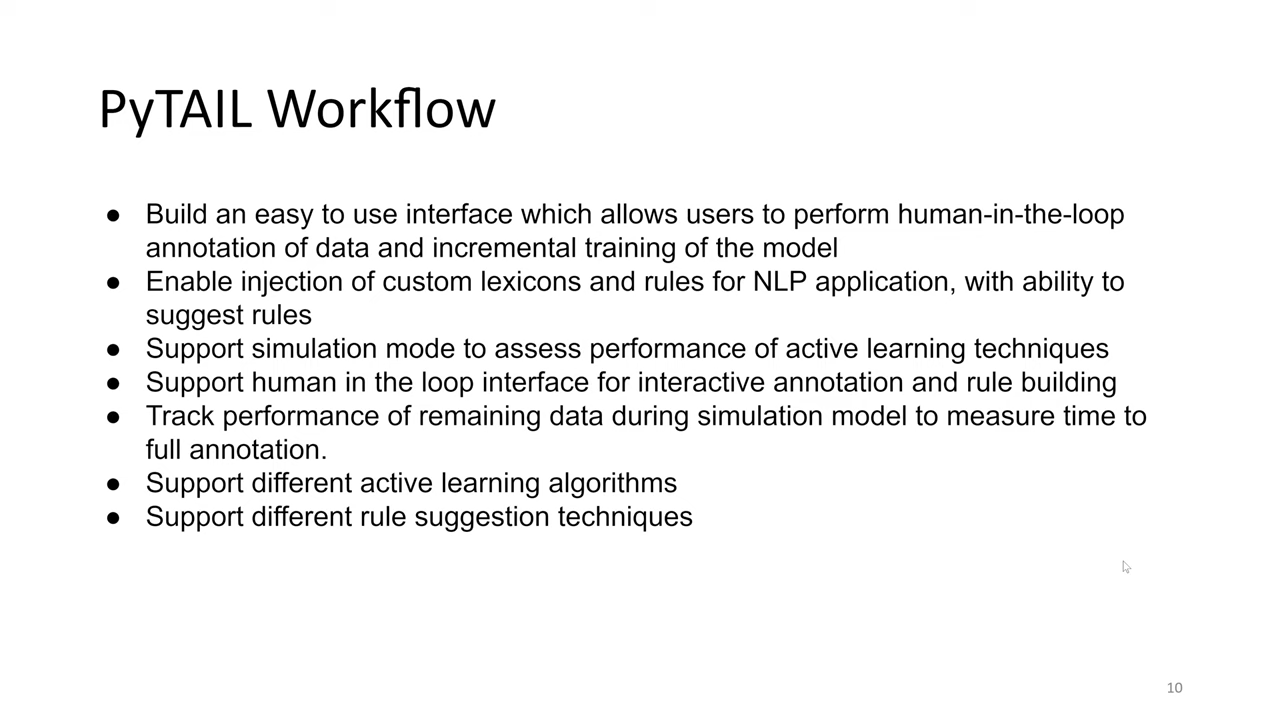 PyTAIL Workflow
● Build an easy to use interface which allows users to perform human-in-the-loop
annotation of data and incremental training of the model
● Enable injection of custom lexicons and rules for NLP application, with ability to
suggest rules
● Support simulation mode to assess performance of active learning techniques
● Support human in the loop interface for interactive annotation and rule building
● Track performance of remaining data during simulation model to measure time to
full annotation.
● Support different active learning algorithms
● Support different rule suggestion techniques
10